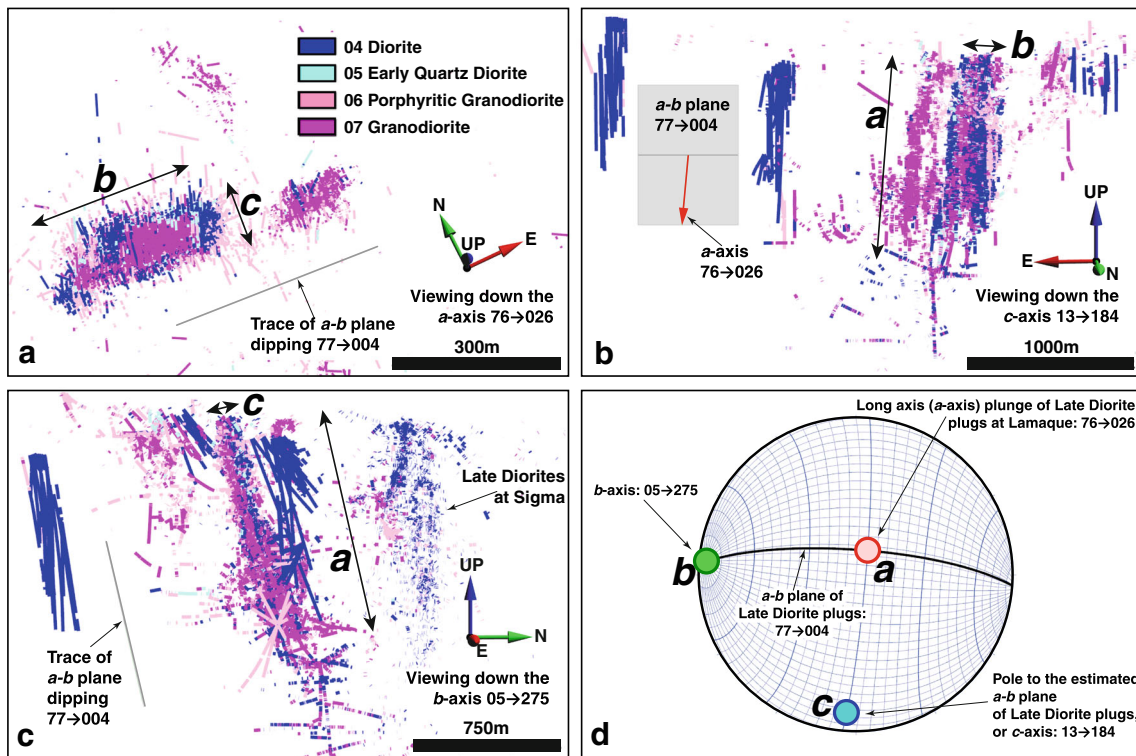 04 Diorite
05 Early Quartz Diorite
06 Porphyritic Granodiorite
07 Granodiorite
b
c
N
UP
E
Viewing down the
a-axis 76→026
Trace of a-b plane
dipping 77→004
300m
a
b
a
a-b plane
77→004
a-axis
76→026
UP
E
N
Viewing down the
c-axis 13→184
1000m
b
c
a
Late Diorites
at Sigma
UP
N
E
Trace of
a-b plane
dipping
77→004
Viewing down the
b-axis 05→275
750m
c
Long axis (a-axis) plunge of Late Diorite
plugs at Lamaque: 76→026
b-axis: 05→275
b
a
a-b plane of
Late Diorite plugs:
77→004
c
Pole to the estimated
a-b plane
of Late Diorite plugs,
or c-axis: 13→184
d